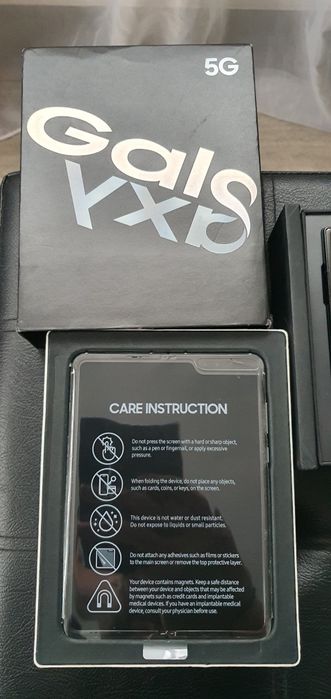 5G
Gala
xy
CARE INSTRUCTION
Do not press the screen with a hard or sharp object,
such as a pen or fingernail, or apply excessive
pressure.
When folding the device, do not place any objects,
such as cards, coins, or keys, on the screen.
This device is not water or dust resistant.
Do not expose to liquids or small particles.
Do not attach any adhesives such as films or stickers
to the main screen or remove the top protective layer.
Your device contains magnets. Keep a safe distance
between your device and objects that may be affected
by magnets such as credit cards and implantable
medical devices. If you have an implantable medical
device, consult your physician before use.